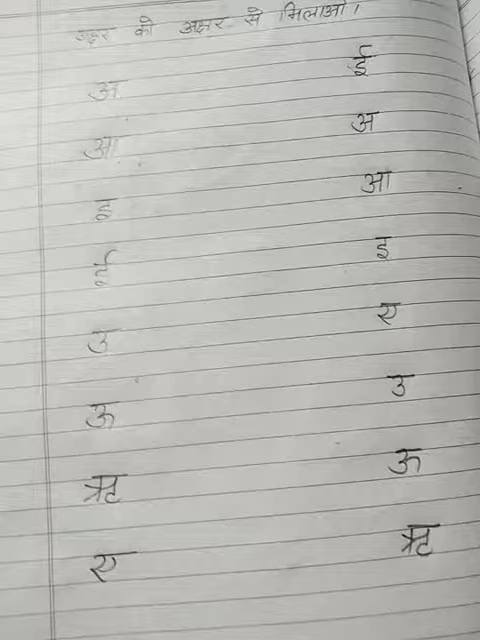 अक्षर को अक्षर से मिलाओ।
अ ई
आ अ
इ आ
ई इ
उ ए
ऊ उ
ऋ ऊ
ए ऋ